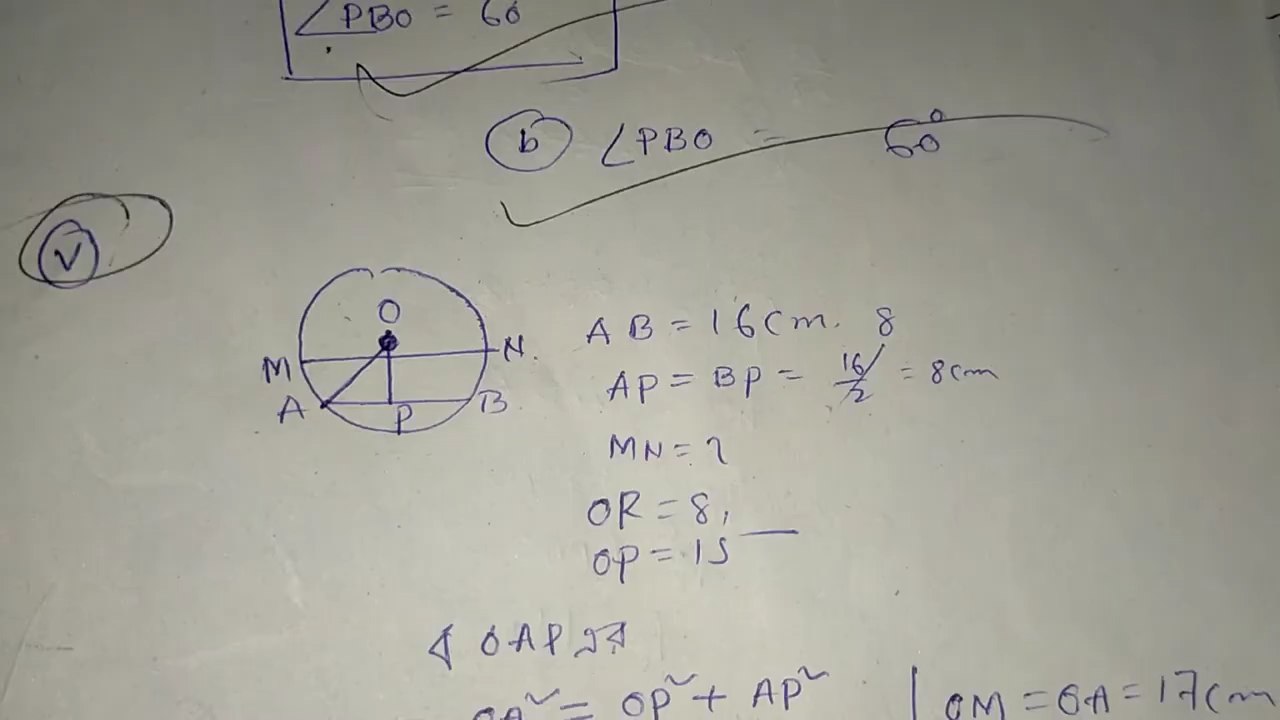 ∠PBO = 60
ⓑ ∠PBO = 60°
ⓥ
O
M N.
A P B
AB = 16cm. 8
AP = BP = 16/2 = 8cm
MN = ?
OR = 8,
OP = 15
OAP এর
OA² = OP² + AP² | OM = OA = 17cm